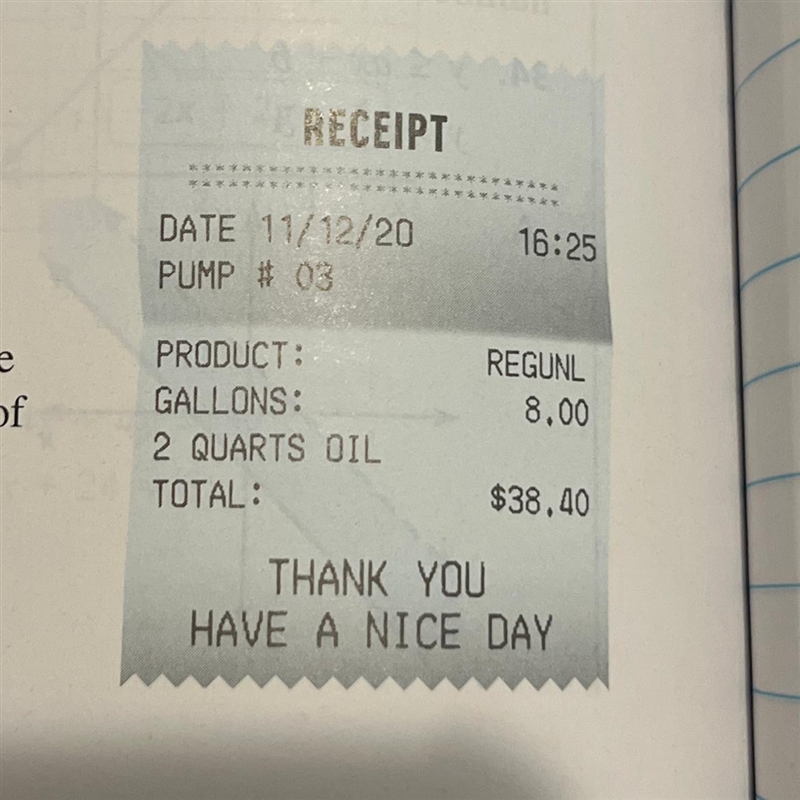 RECEIPT
****************************************
****************************************
DATE 11/12/20 16:25
PUMP # 03
PRODUCT: REGUNL
GALLONS: 8.00
2 QUARTS OIL
TOTAL: $38.40
THANK YOU
HAVE A NICE DAY
e
of